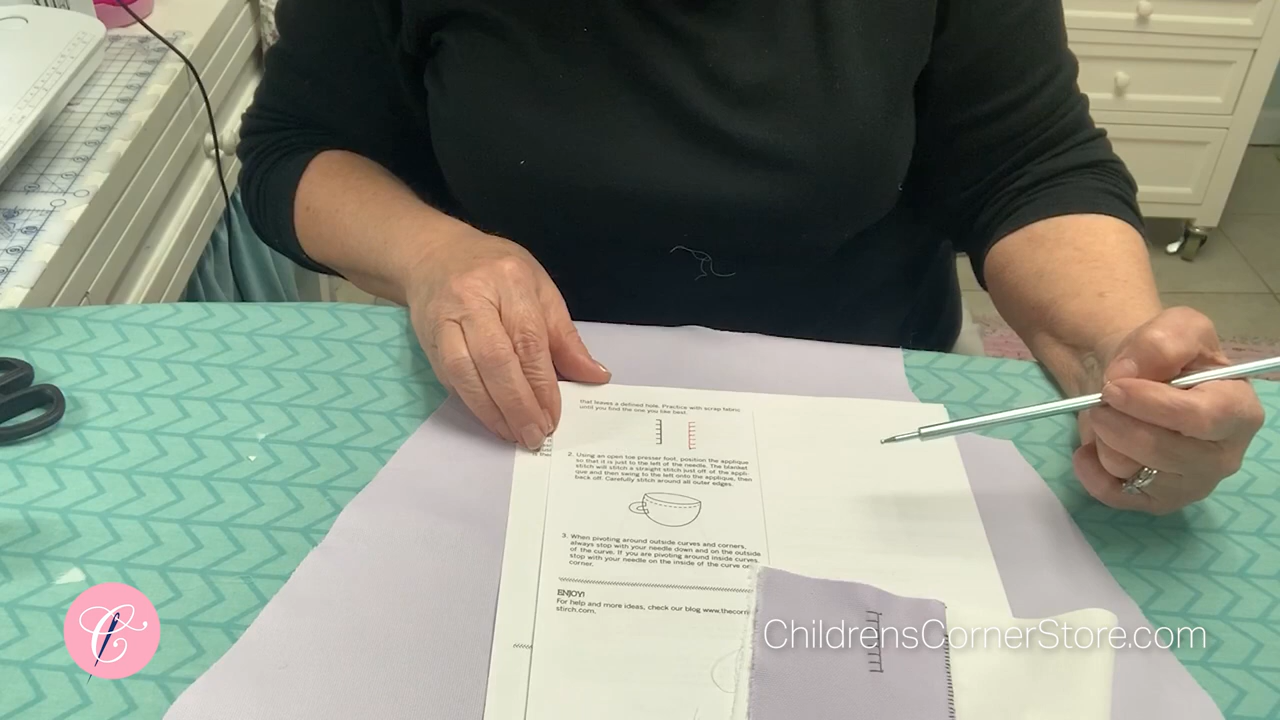 that leaves a defined hole. Practice with scrap fabric
until you find the one you like best.
2. Using an open toe presser foot, position the applique
so that it is just to the left of the needle. The blanket
stitch will stitch a straight stitch just off of the appli-
que and then swing to the left onto the applique, then
back off. Carefully stitch around all outer edges.
3. When pivoting around outside curves and corners,
always stop with your needle down and on the outside
of the curve. If you are pivoting around inside curves,
stop with your needle on the inside of the curve or
corner.
ENJOY!
For help and more ideas, check our blog www.thecorn
stirch.com.
ChildrensCornerStore.com